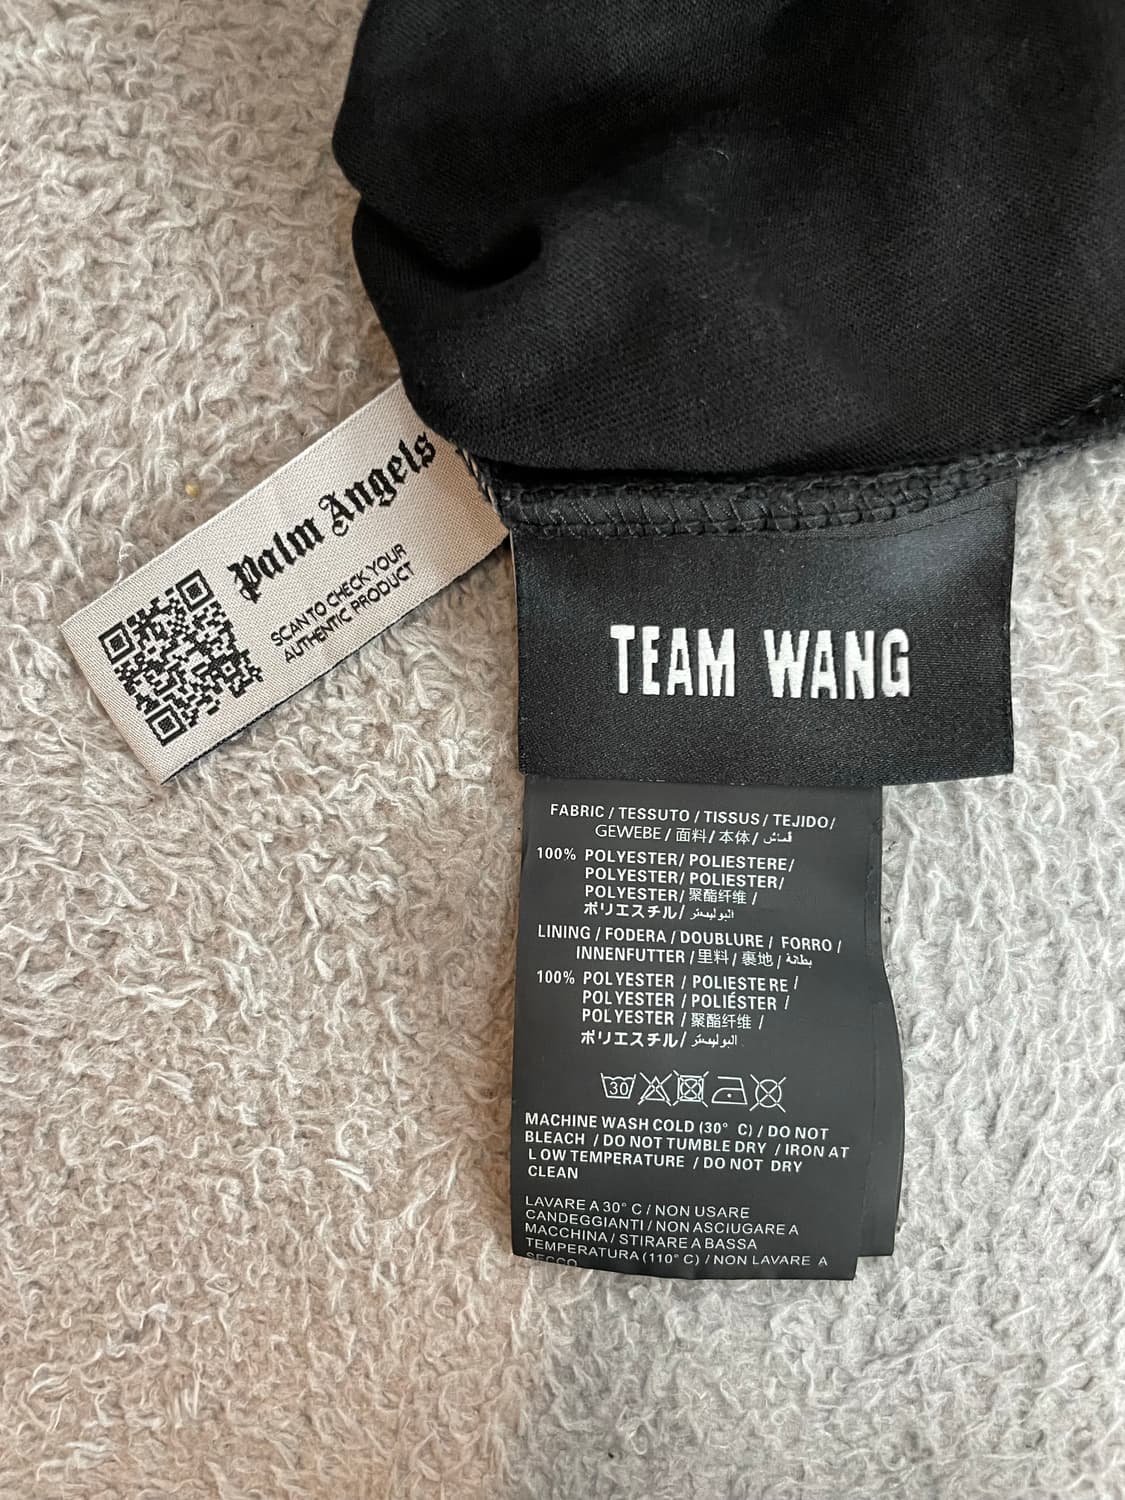 Palm Angels
SCAN TO CHECK YOUR
AUTHENTIC PRODUCT
TEAM WANG
FABRIC / TESSUTO / TISSUS / TEJIDO/
GEWEBE / 面料 / 本体 / قماش
100% POLYESTER/ POLIESTERE/
POLYESTER/ POLIESTER/
POLYESTER/ 聚酯纤维 /
ポリエスチル/ البوليستر
LINING / FODERA / DOUBLURE / FORRO /
INNENFUTTER / 里料 / 裏地 / بطانة
100% POLYESTER / POLIESTERE /
POLYESTER / POLIÉSTER /
POLYESTER / 聚酯纤维 /
ポリエスチル/ البوليستر
30
MACHINE WASH COLD (30° C) / DO NOT
BLEACH / DO NOT TUMBLE DRY / IRON AT
LOW TEMPERATURE / DO NOT DRY
CLEAN
LAVARE A 30° C / NON USARE
CANDEGGIANTI / NON ASCIUGARE A
MACCHINA / STIRARE A BASSA
TEMPERATURA (110° C) / NON LAVARE A
SECCO